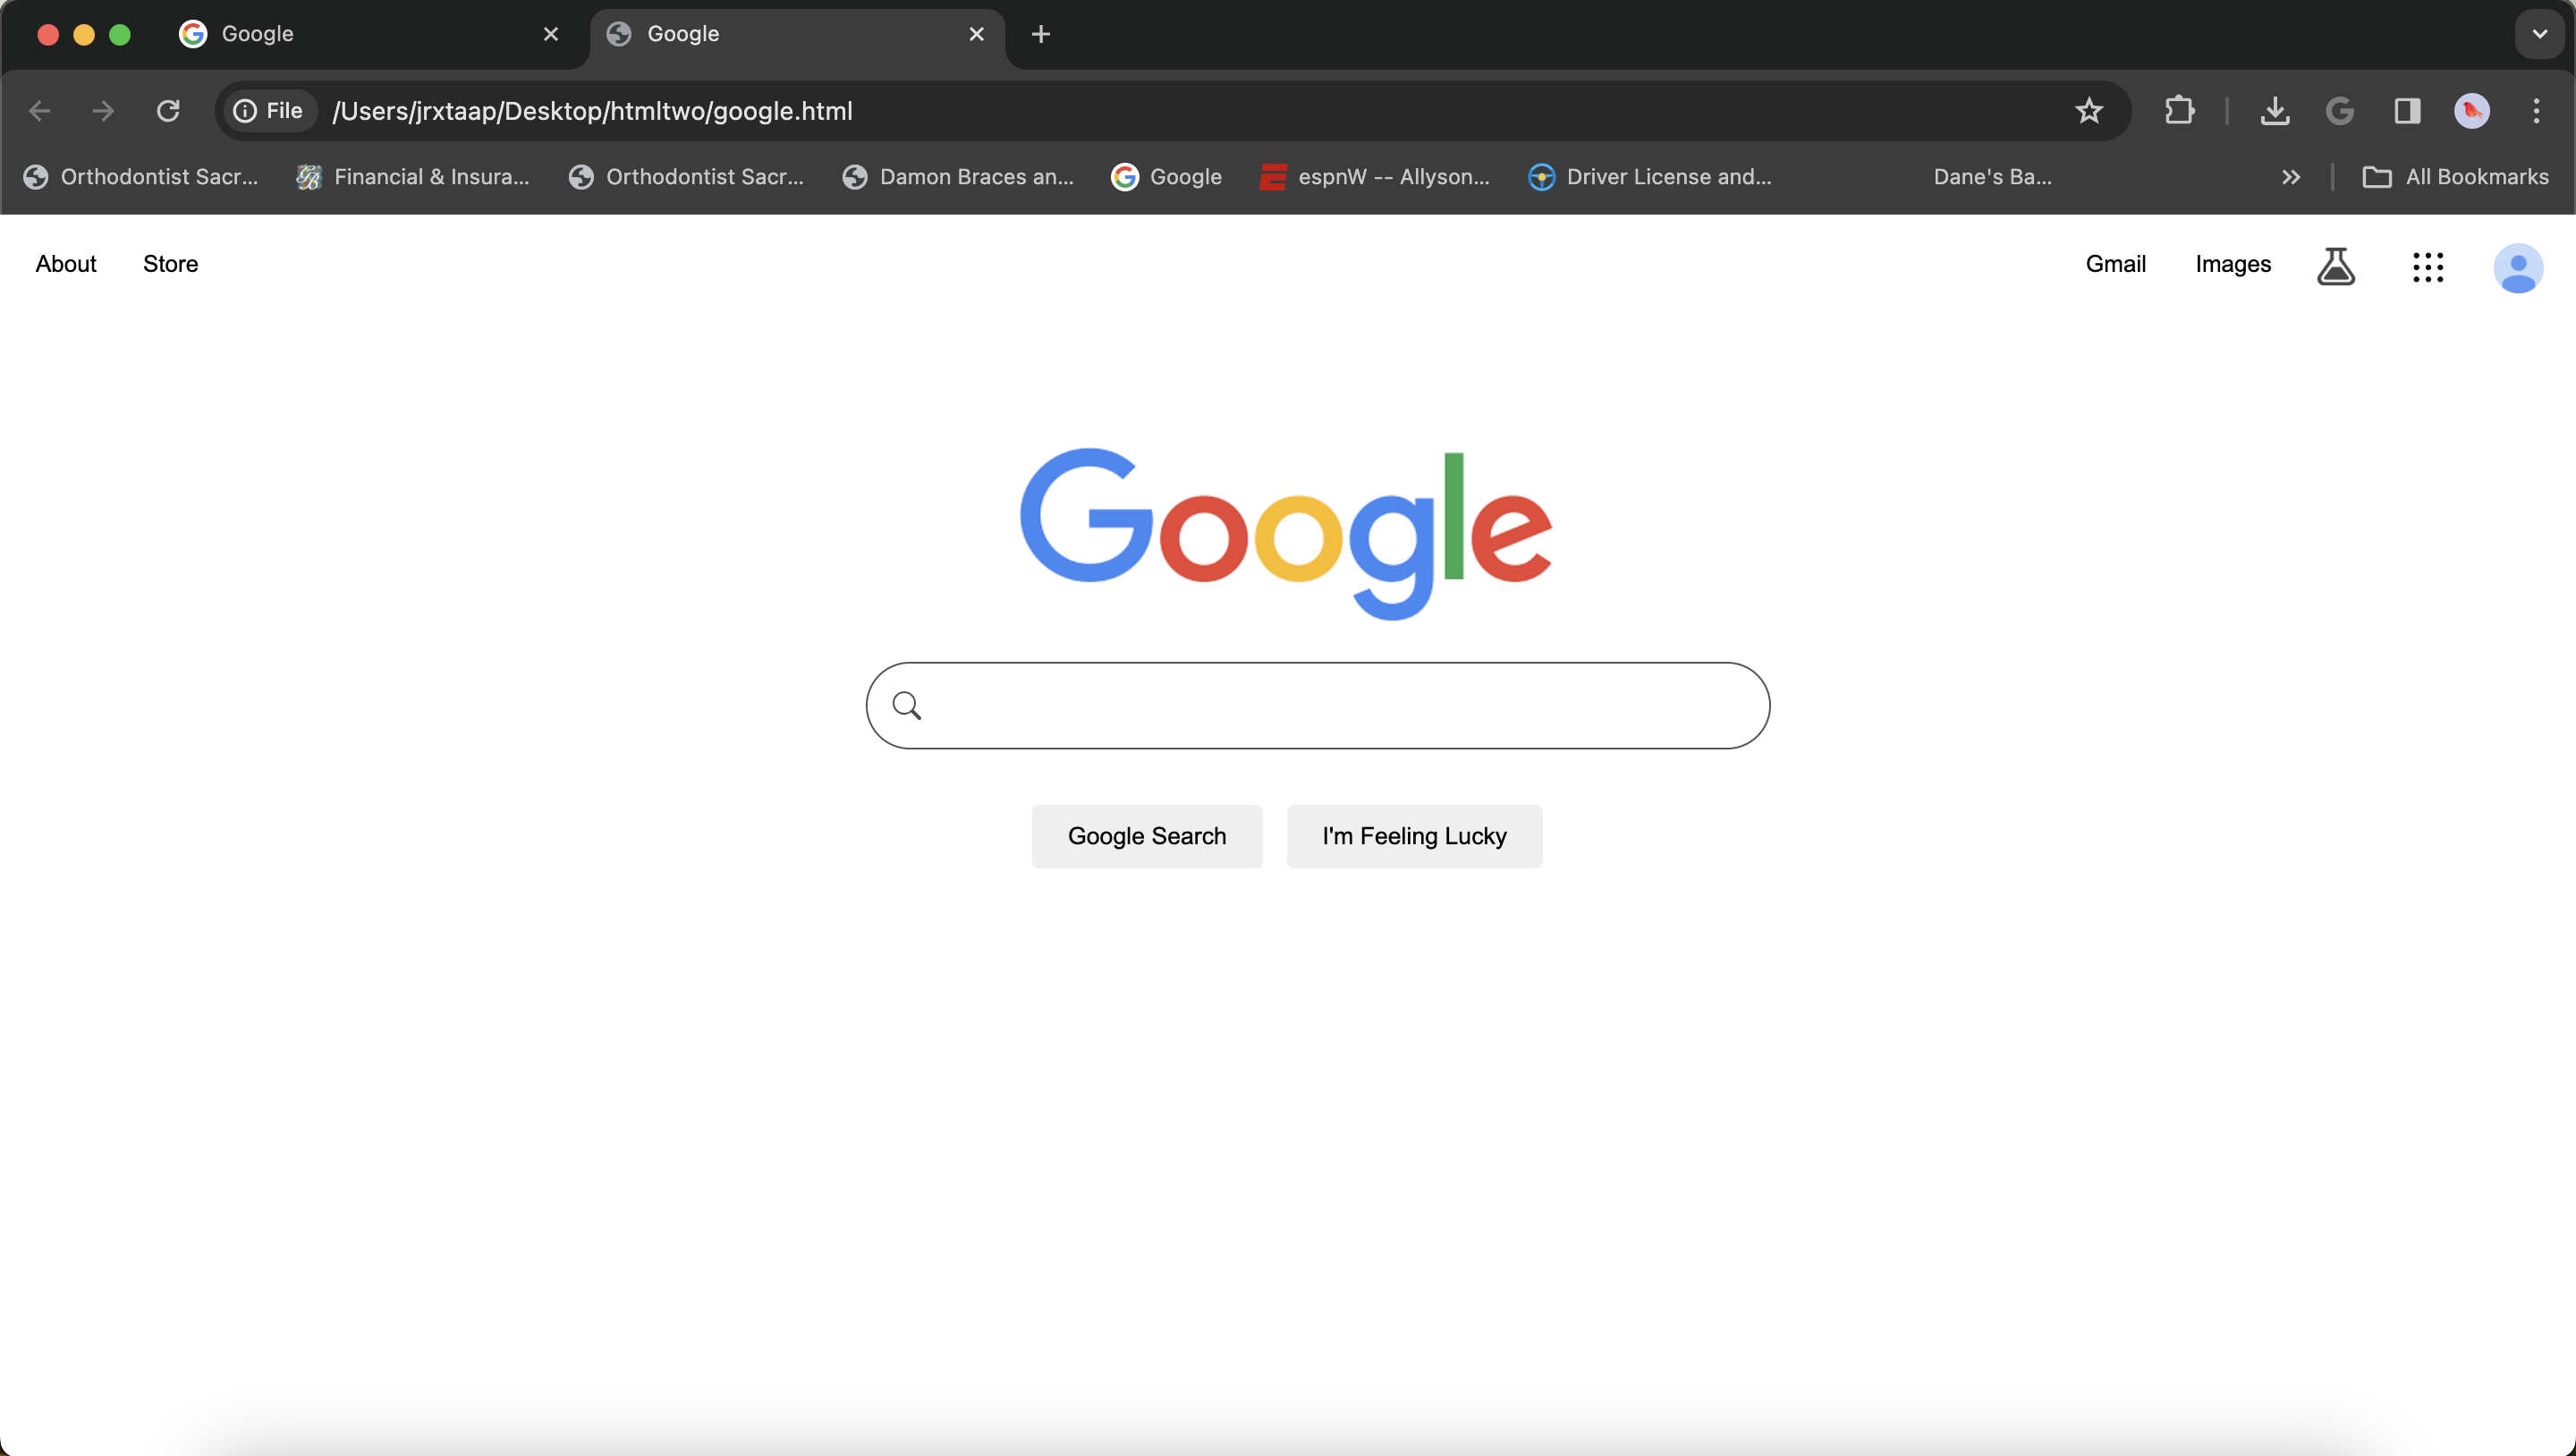 Google Google
File /Users/jrxtaap/Desktop/htmltwo/google.html
Orthodontist Sacr... Financial & Insura... Orthodontist Sacr... Damon Braces an... Google espnW -- Allyson... Driver License and... Dane's Ba... All Bookmarks
About Store Gmail Images
Google
Google Search I'm Feeling Lucky